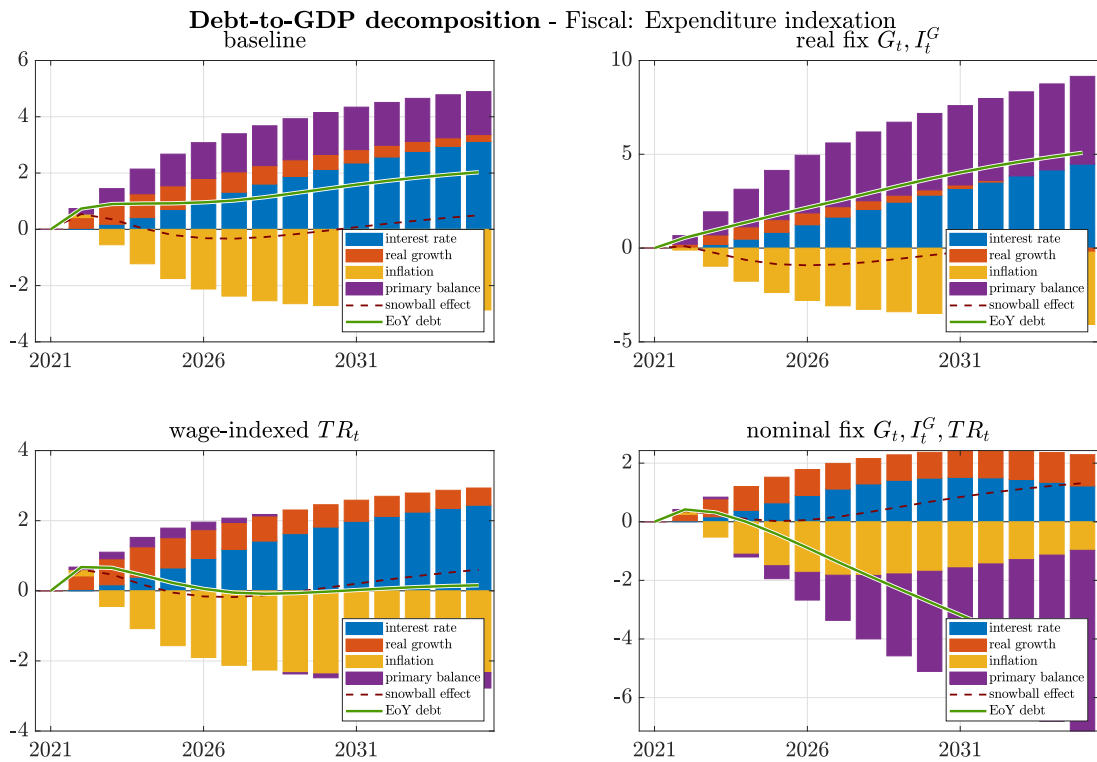 Debt-to-GDP decomposition - Fiscal: Expenditure indexation
baseline
6
4
2
0
-2
-4
2021
2026
2031
interest rate
real growth
inflation
primary balance
snowball effect
EoY debt
real fix G_t, I_t^G
10
5
0
-5
2021
2026
2031
interest rate
real growth
inflation
primary balance
snowball effect
EoY debt
wage-indexed TR_t
4
2
0
-2
-4
2021
2026
2031
interest rate
real growth
inflation
primary balance
snowball effect
EoY debt
nominal fix G_t, I_t^G, TR_t
2
0
-2
-4
-6
2021
2026
2031
interest rate
real growth
inflation
primary balance
snowball effect
EoY debt